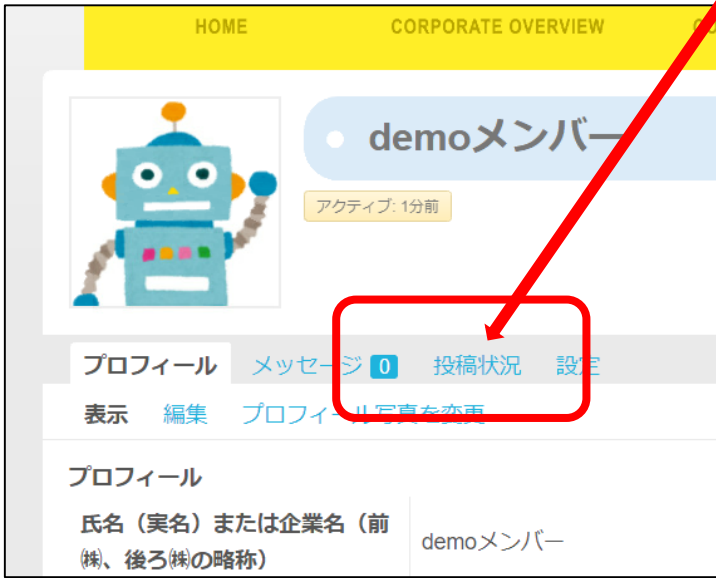 HOME CORPORATE OVERVIEW
demoメンバー
アクティブ: 1分前
プロフィール メッセージ 0 投稿状況 設定
表示 編集 プロフィール写真を変更
プロフィール
氏名（実名）または企業名（前
㈱、後ろ㈱の略称）
demoメンバー